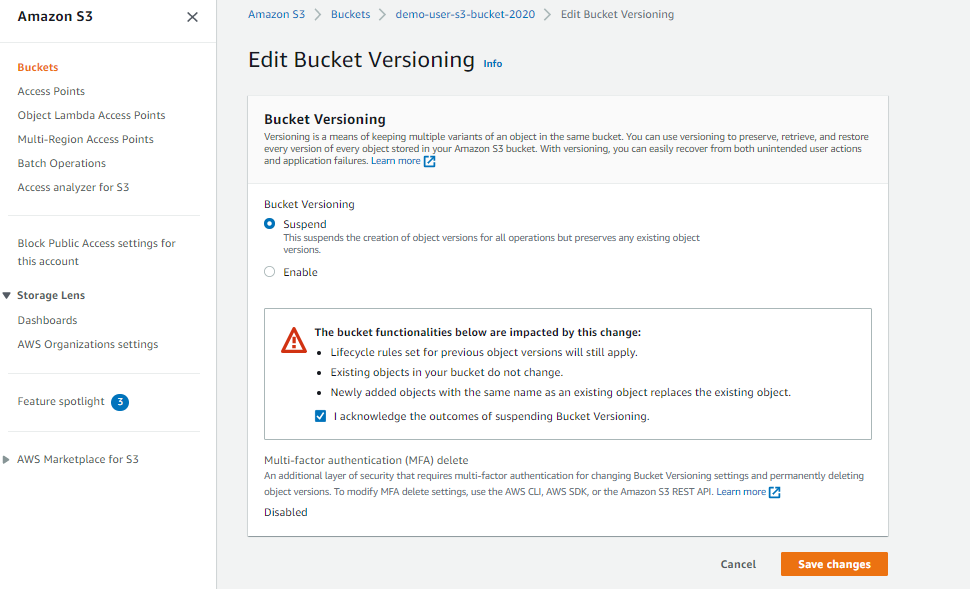 Amazon S3
Buckets
Access Points
Object Lambda Access Points
Multi-Region Access Points
Batch Operations
Access analyzer for S3
Block Public Access settings for
this account
Storage Lens
Dashboards
AWS Organizations settings
Feature spotlight 3
AWS Marketplace for S3
Amazon S3 > Buckets > demo-user-s3-bucket-2020 > Edit Bucket Versioning
Edit Bucket Versioning Info
Bucket Versioning
Versioning is a means of keeping multiple variants of an object in the same bucket. You can use versioning to preserve, retrieve, and restore
every version of every object stored in your Amazon S3 bucket. With versioning, you can easily recover from both unintended user actions
and application failures. Learn more
Bucket Versioning
Suspend
This suspends the creation of object versions for all operations but preserves any existing object
versions.
Enable
The bucket functionalities below are impacted by this change:
• Lifecycle rules set for previous object versions will still apply.
• Existing objects in your bucket do not change.
• Newly added objects with the same name as an existing object replaces the existing object.
I acknowledge the outcomes of suspending Bucket Versioning.
Multi-factor authentication (MFA) delete
An additional layer of security that requires multi-factor authentication for changing Bucket Versioning settings and permanently deleting
object versions. To modify MFA delete settings, use the AWS CLI, AWS SDK, or the Amazon S3 REST API. Learn more
Disabled
Cancel
Save changes